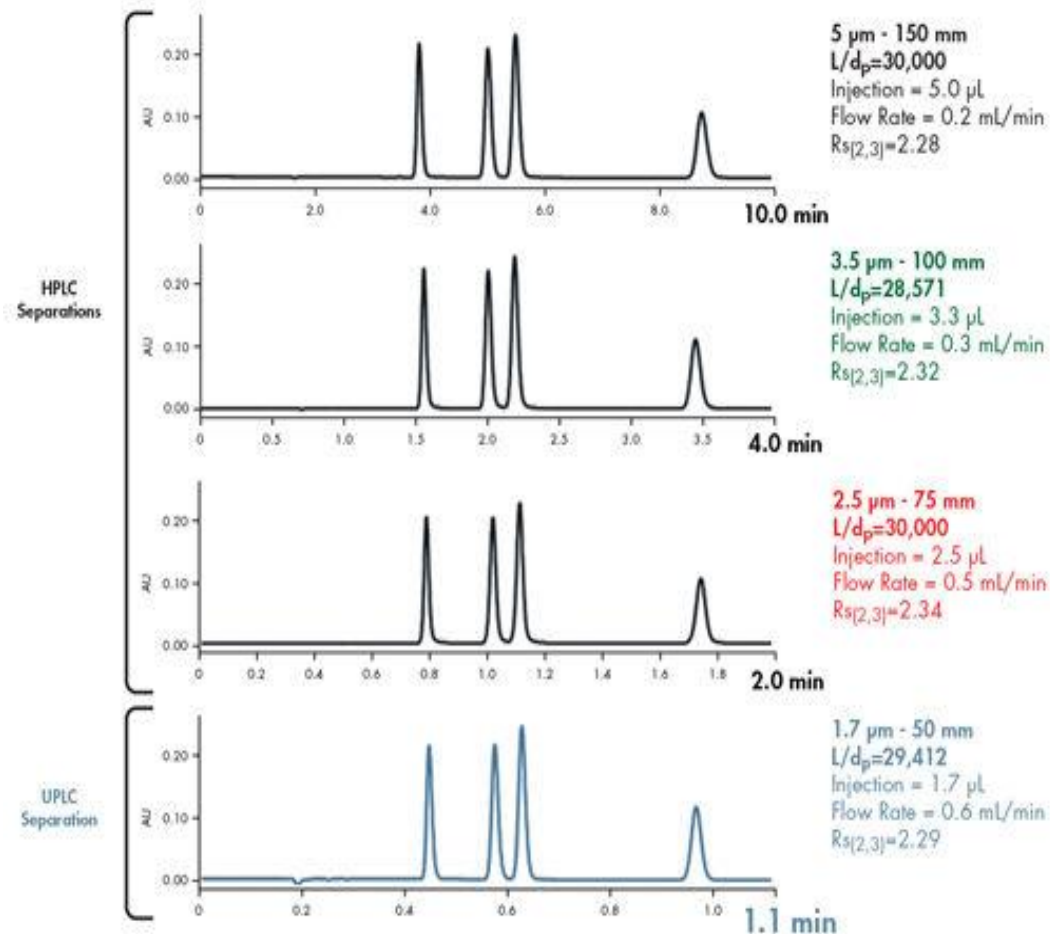 HPLC
Separations
AU
0.20
0.10
0.00
0 2.0 4.0 6.0 8.0 10.0 min
5 µm - 150 mm
L/dp=30,000
Injection = 5.0 µL
Flow Rate = 0.2 mL/min
Rs(2,3)=2.28
AU
0.20
0.10
0.00
0 0.5 1.0 1.5 2.0 2.5 3.0 3.5 4.0 min
3.5 µm - 100 mm
L/dp=28,571
Injection = 3.3 µL
Flow Rate = 0.3 mL/min
Rs(2,3)=2.32
AU
0.20
0.10
0.00
0 0.2 0.4 0.6 0.8 1.0 1.2 1.4 1.6 1.8 2.0 min
2.5 µm - 75 mm
L/dp=30,000
Injection = 2.5 µL
Flow Rate = 0.5 mL/min
Rs(2,3)=2.34
UPLC
Separation
AU
0.20
0.10
0.00
0 0.2 0.4 0.6 0.8 1.0 1.1 min
1.7 µm - 50 mm
L/dp=29,412
Injection = 1.7 µL
Flow Rate = 0.6 mL/min
Rs(2,3)=2.29